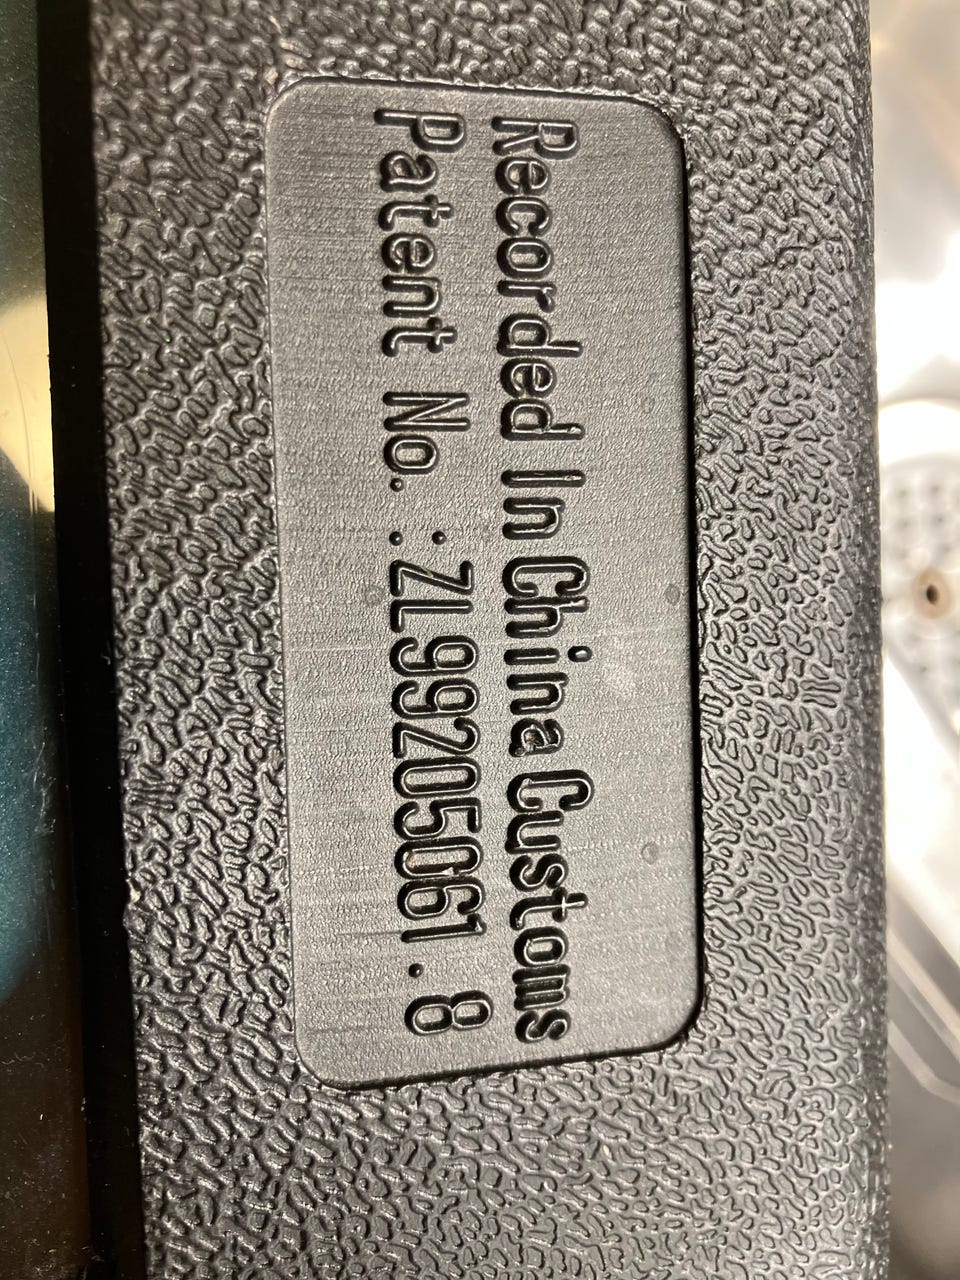 Recorded In China Customs
Patent No. :ZL99205061.8